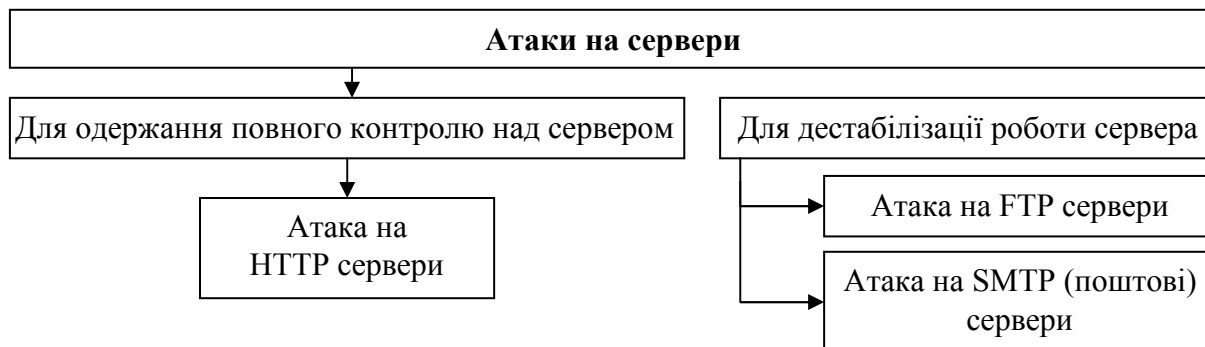 Атаки на сервери
Для одержання повного контролю над сервером
Для дестабілізації роботи сервера
Атака на
HTTP сервери
Атака на FTP сервери
Атака на SMTP (поштові)
сервери